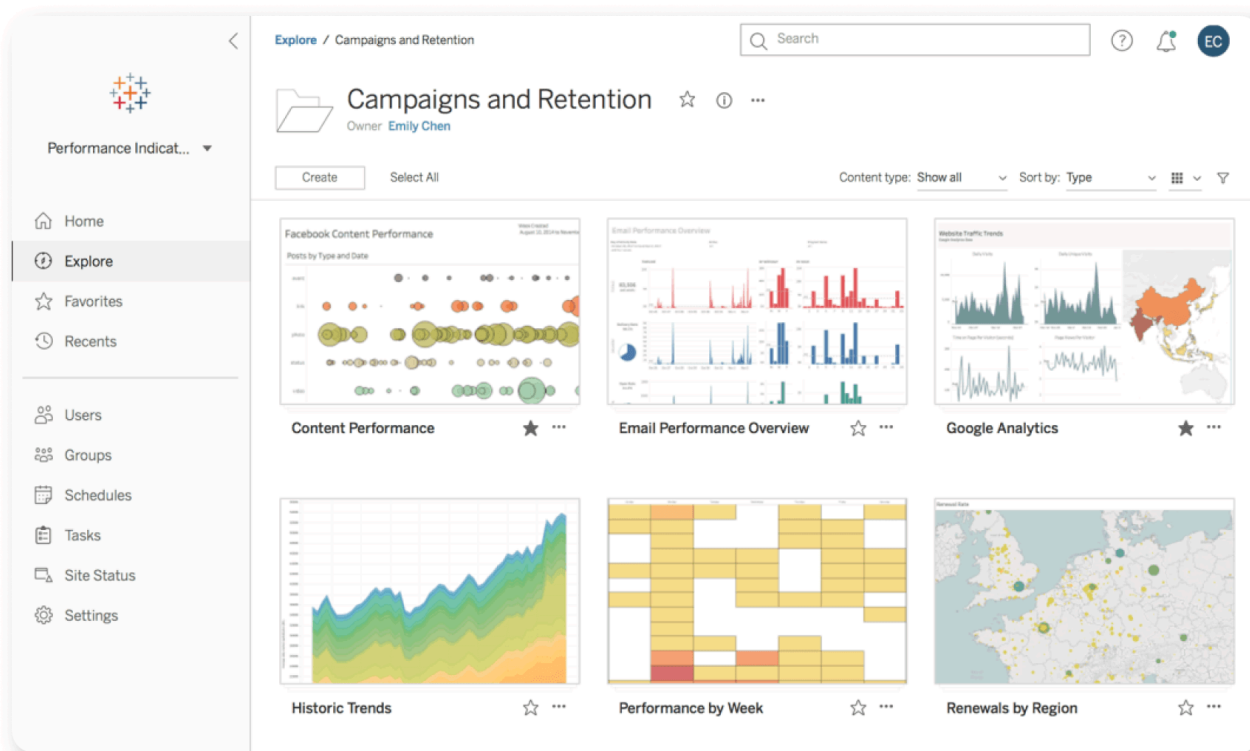 Explore / Campaigns and Retention
Search
EC
Campaigns and Retention
Owner Emily Chen
Performance Indicat...
Create
Select All
Content type: Show all
Sort by: Type
Home
Explore
Favorites
Recents
Users
Groups
Schedules
Tasks
Site Status
Settings
Facebook Content Performance
Posts by Type and Date
Content Performance
Email Performance Overview
Email Performance Overview
Website Traffic Trends
Google Analytics
Historic Trends
Performance by Week
Renewal Rate
Renewals by Region